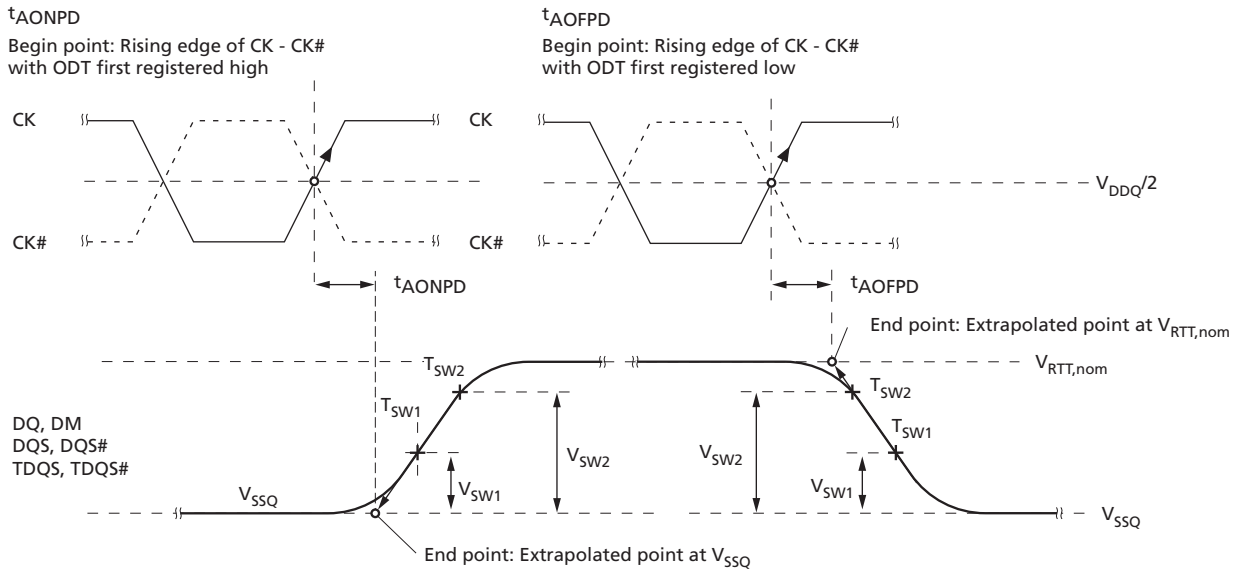 tAONPD
Begin point: Rising edge of CK - CK#
with ODT first registered high
tAOFPD
Begin point: Rising edge of CK - CK#
with ODT first registered low
CK
CK
VDDQ/2
CK#
CK#
tAONPD
tAOFPD
End point: Extrapolated point at VRTT,nom
VRTT,nom
TSW2
TSW2
TSW1
TSW1
DQ, DM
DQS, DQS#
TDQS, TDQS#
VSW2
VSW2
VSW1
VSW1
VSSQ
VSSQ
End point: Extrapolated point at VSSQ